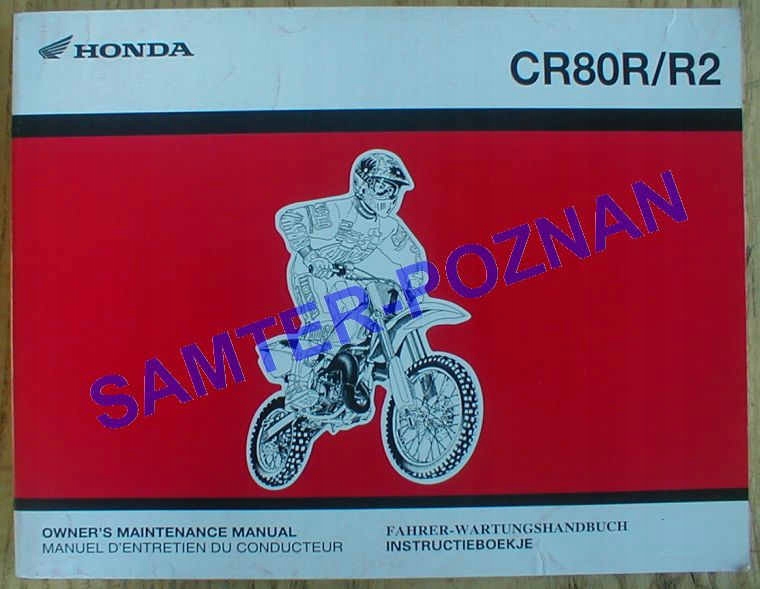 HONDA
CR80R/R2
SAMTER-POZNAN
OWNER'S MAINTENANCE MANUAL
MANUEL D'ENTRETIEN DU CONDUCTEUR
FAHRER-WARTUNGSHANDBUCH
INSTRUCTIEBOEKJE